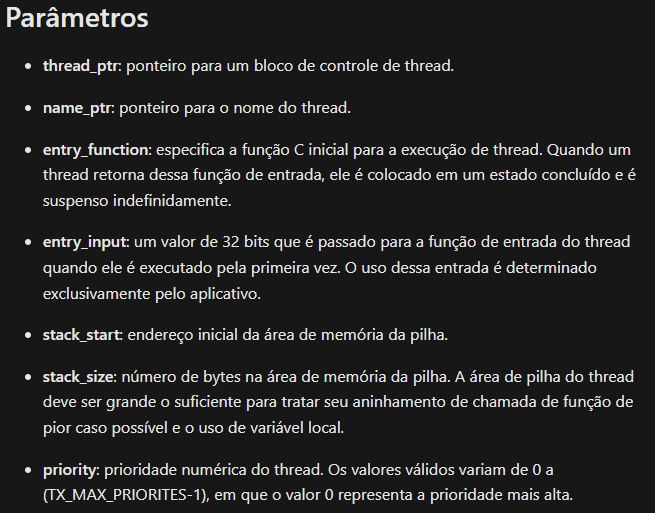 Parâmetros
• thread_ptr: ponteiro para um bloco de controle de thread.
• name_ptr: ponteiro para o nome do thread.
• entry_function: especifica a função C inicial para a execução de thread. Quando um
thread retorna dessa função de entrada, ele é colocado em um estado concluído e é
suspenso indefinidamente.
• entry_input: um valor de 32 bits que é passado para a função de entrada do thread
quando ele é executado pela primeira vez. O uso dessa entrada é determinado
exclusivamente pelo aplicativo.
• stack_start: endereço inicial da área de memória da pilha.
• stack_size: número de bytes na área de memória da pilha. A área de pilha do thread
deve ser grande o suficiente para tratar seu aninhamento de chamada de função de
pior caso possível e o uso de variável local.
• priority: prioridade numérica do thread. Os valores válidos variam de 0 a
(TX_MAX_PRIORITES-1), em que o valor 0 representa a prioridade mais alta.